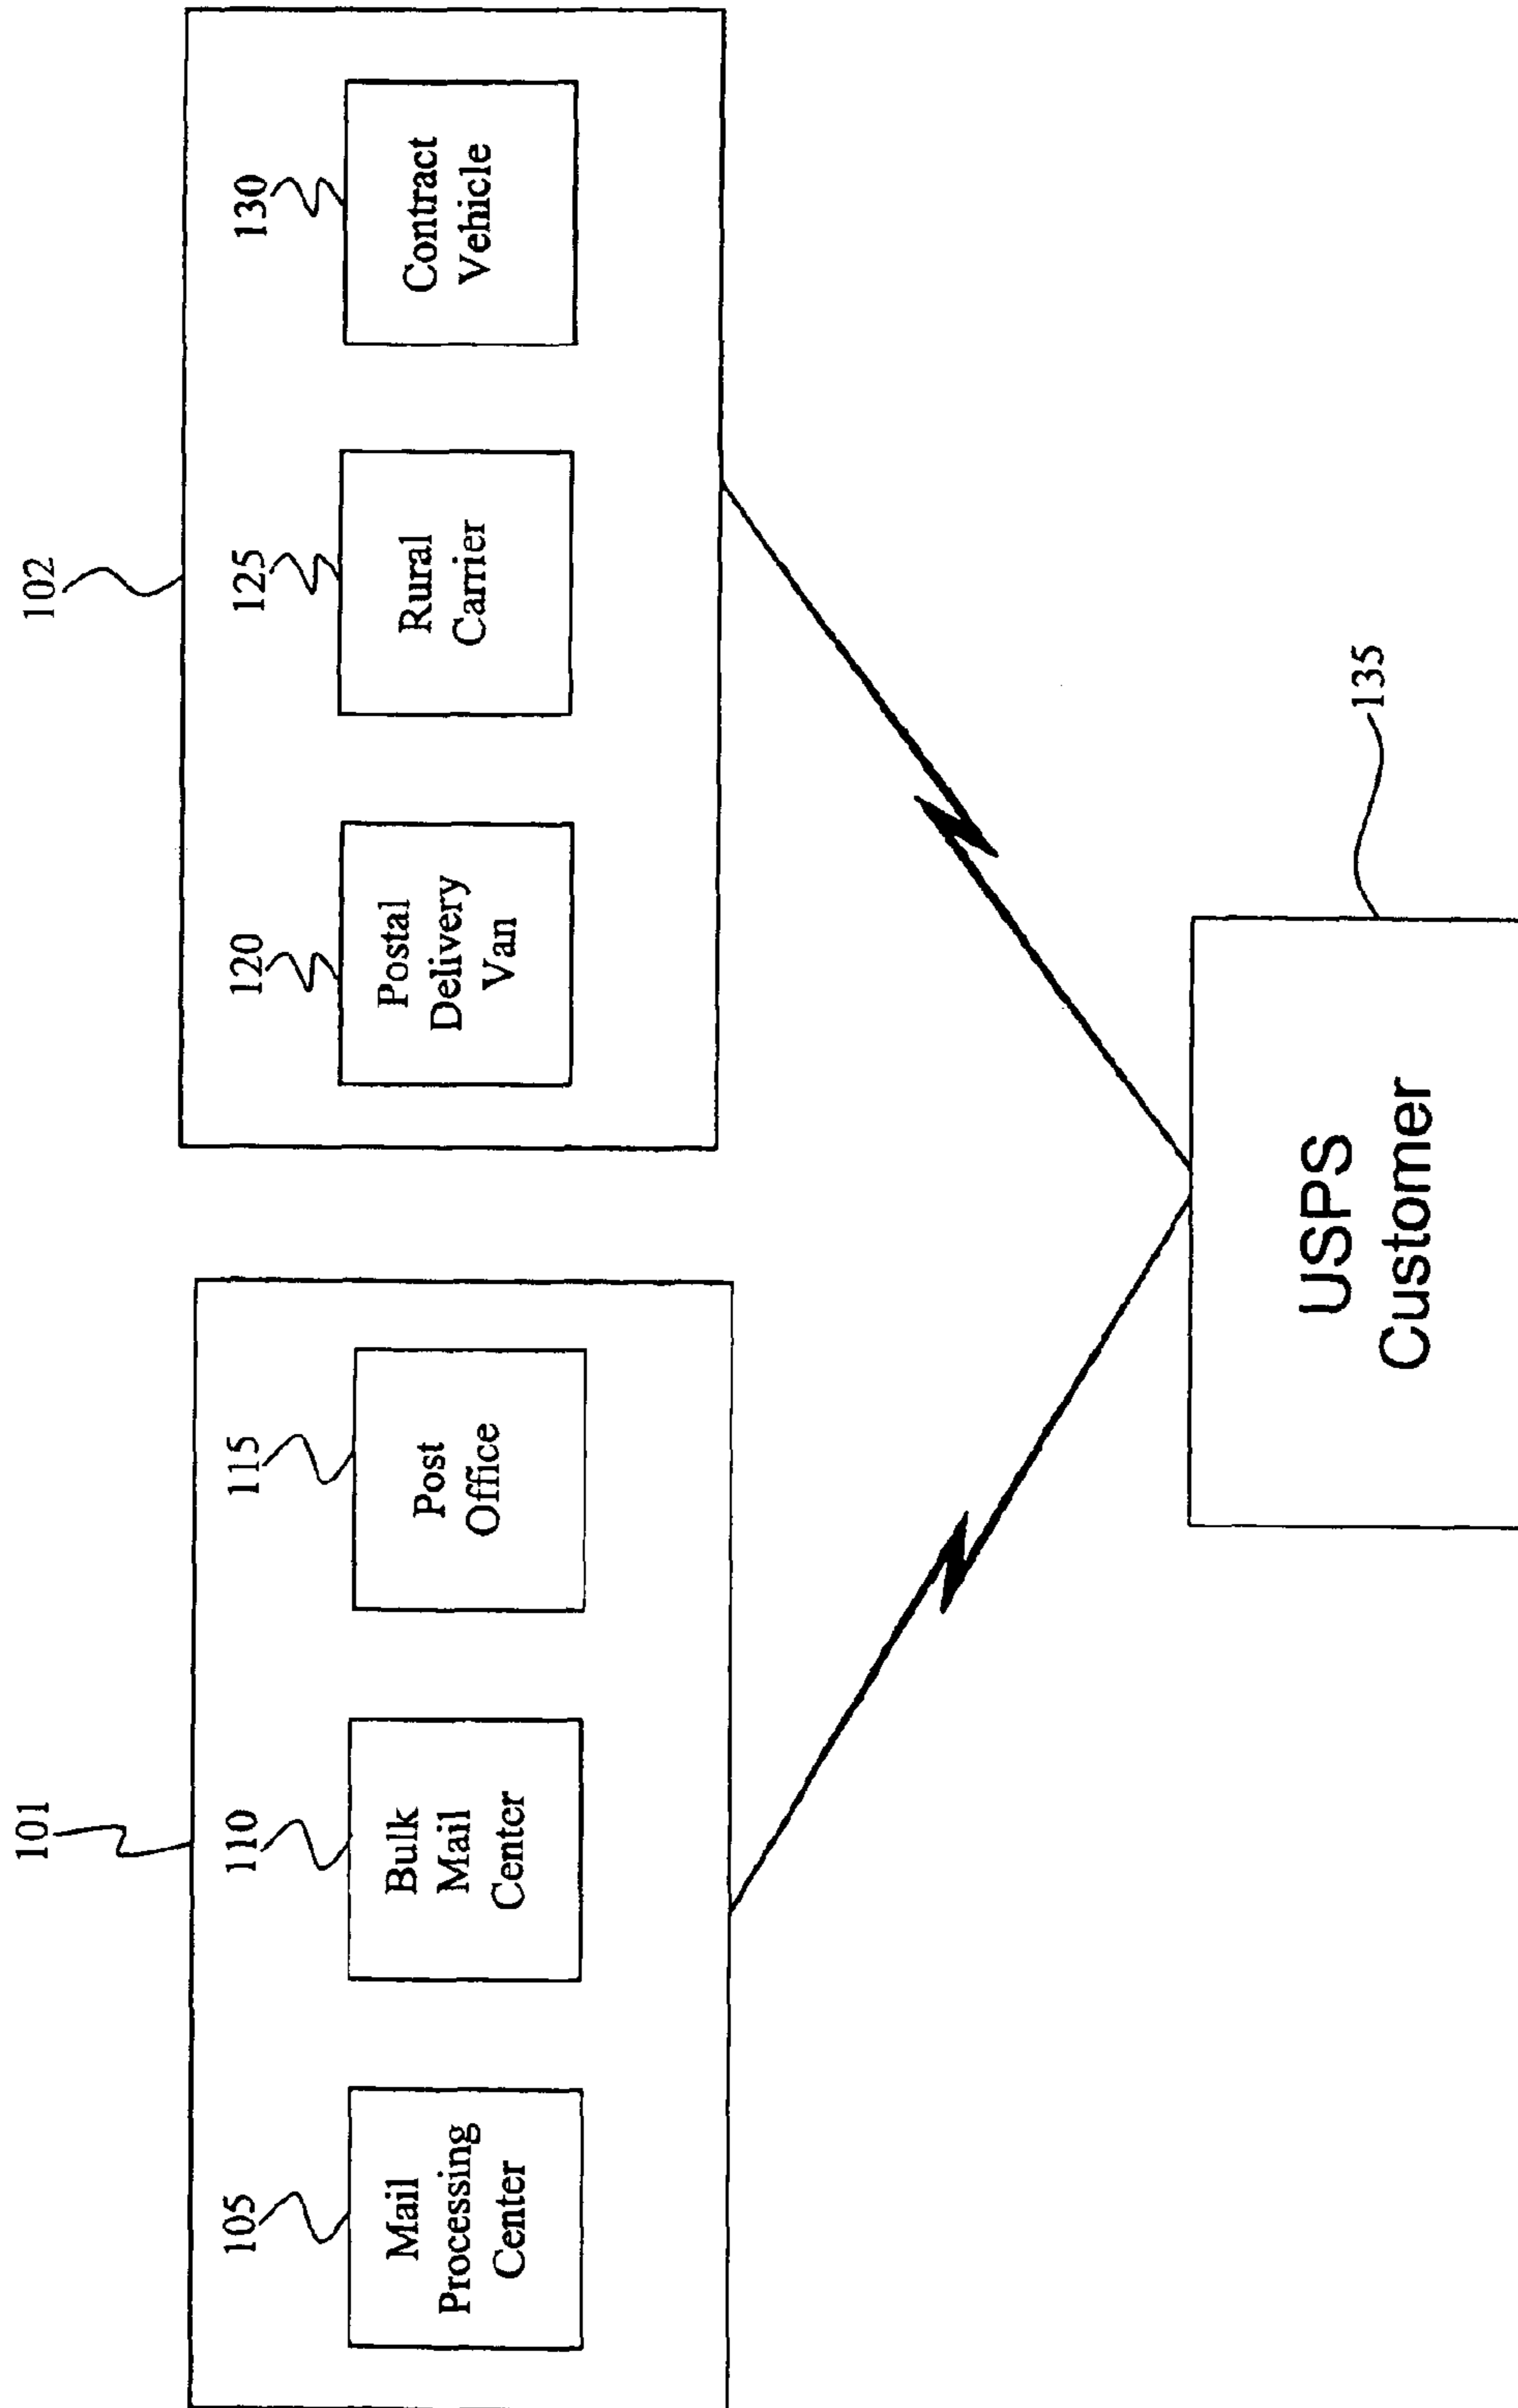 101
102
105
110
115
120
125
130
Mail
Processing
Center
Bulk
Mail
Center
Post
Office
Postal
Delivery
Van
Rural
Carrier
Contract
Vehicle
USPS
Customer
135